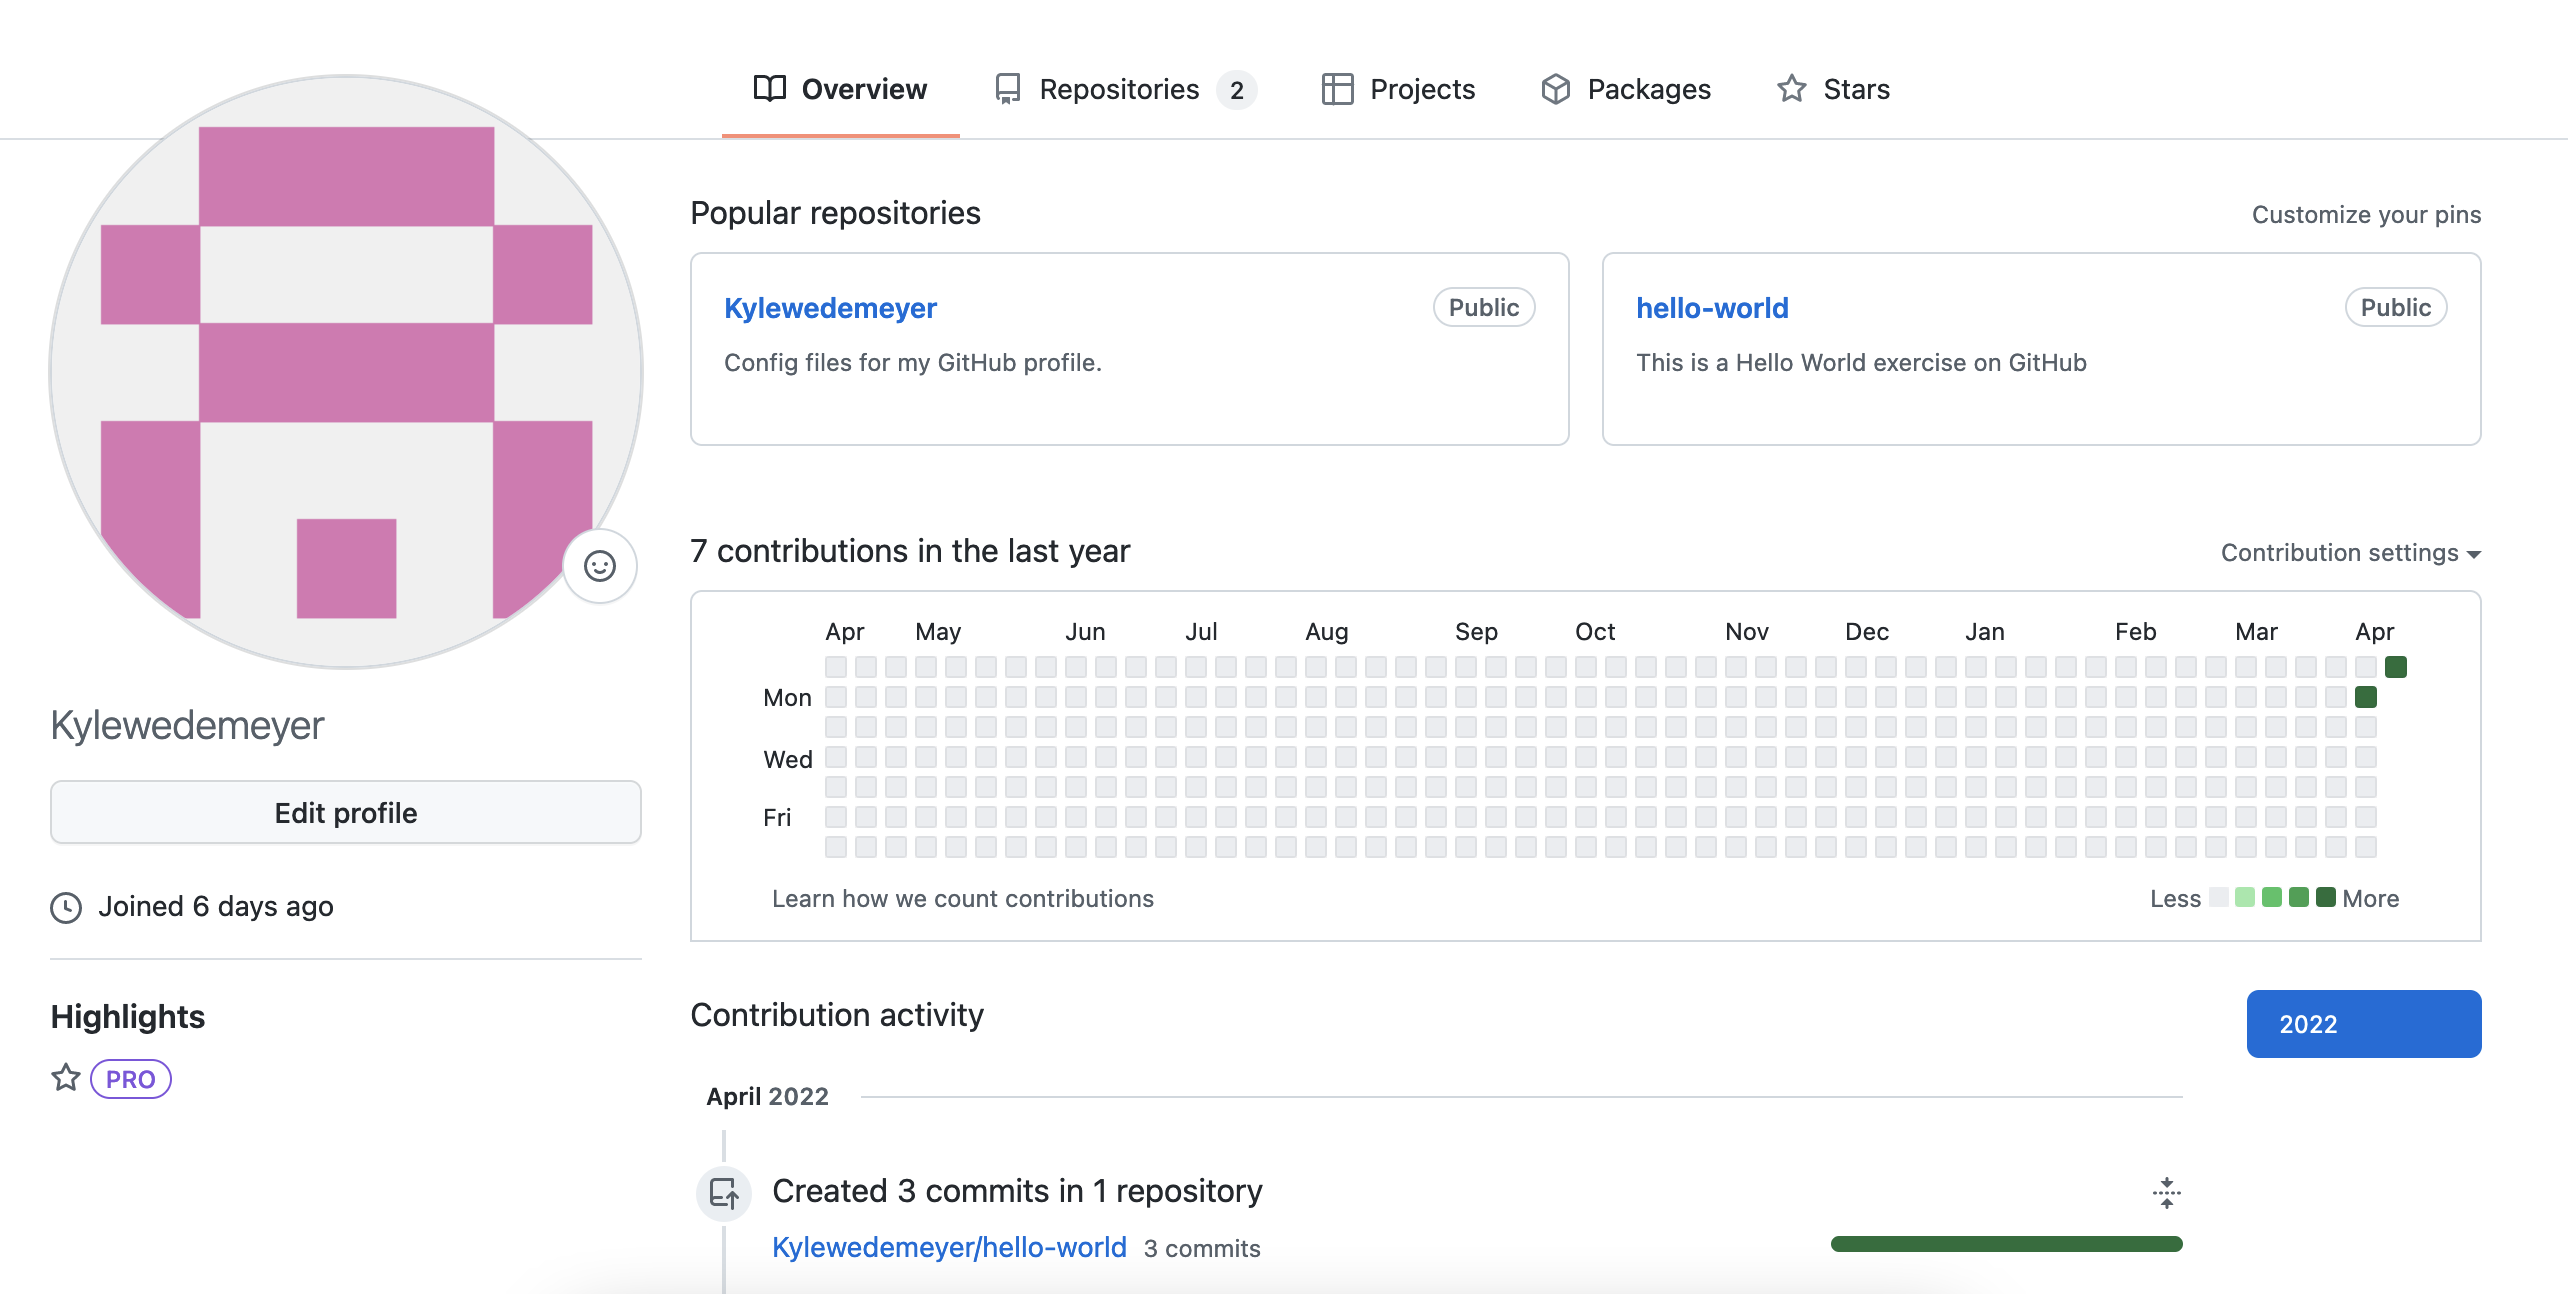 Overview Repositories 2 Projects Packages Stars
Popular repositories
Customize your pins
Kylewedemeyer Public
Config files for my GitHub profile.
hello-world Public
This is a Hello World exercise on GitHub
7 contributions in the last year
Contribution settings
Apr May Jun Jul Aug Sep Oct Nov Dec Jan Feb Mar Apr
Mon
Wed
Fri
Learn how we count contributions
Less More
Kylewedemeyer
Edit profile
Joined 6 days ago
Highlights
PRO
Contribution activity
2022
April 2022
Created 3 commits in 1 repository
Kylewedemeyer/hello-world 3 commits